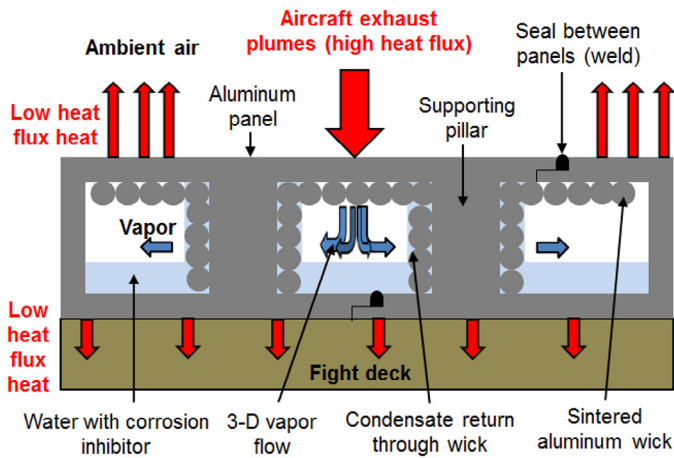 Ambient air
Aircraft exhaust
plumes (high heat flux)
Seal between
panels (weld)
Low heat
flux heat
Aluminum
panel
Supporting
pillar
Vapor
Low
heat
flux
heat
Fight deck
Water with corrosion
inhibitor
3-D vapor
flow
Condensate return
through wick
Sintered
aluminum wick